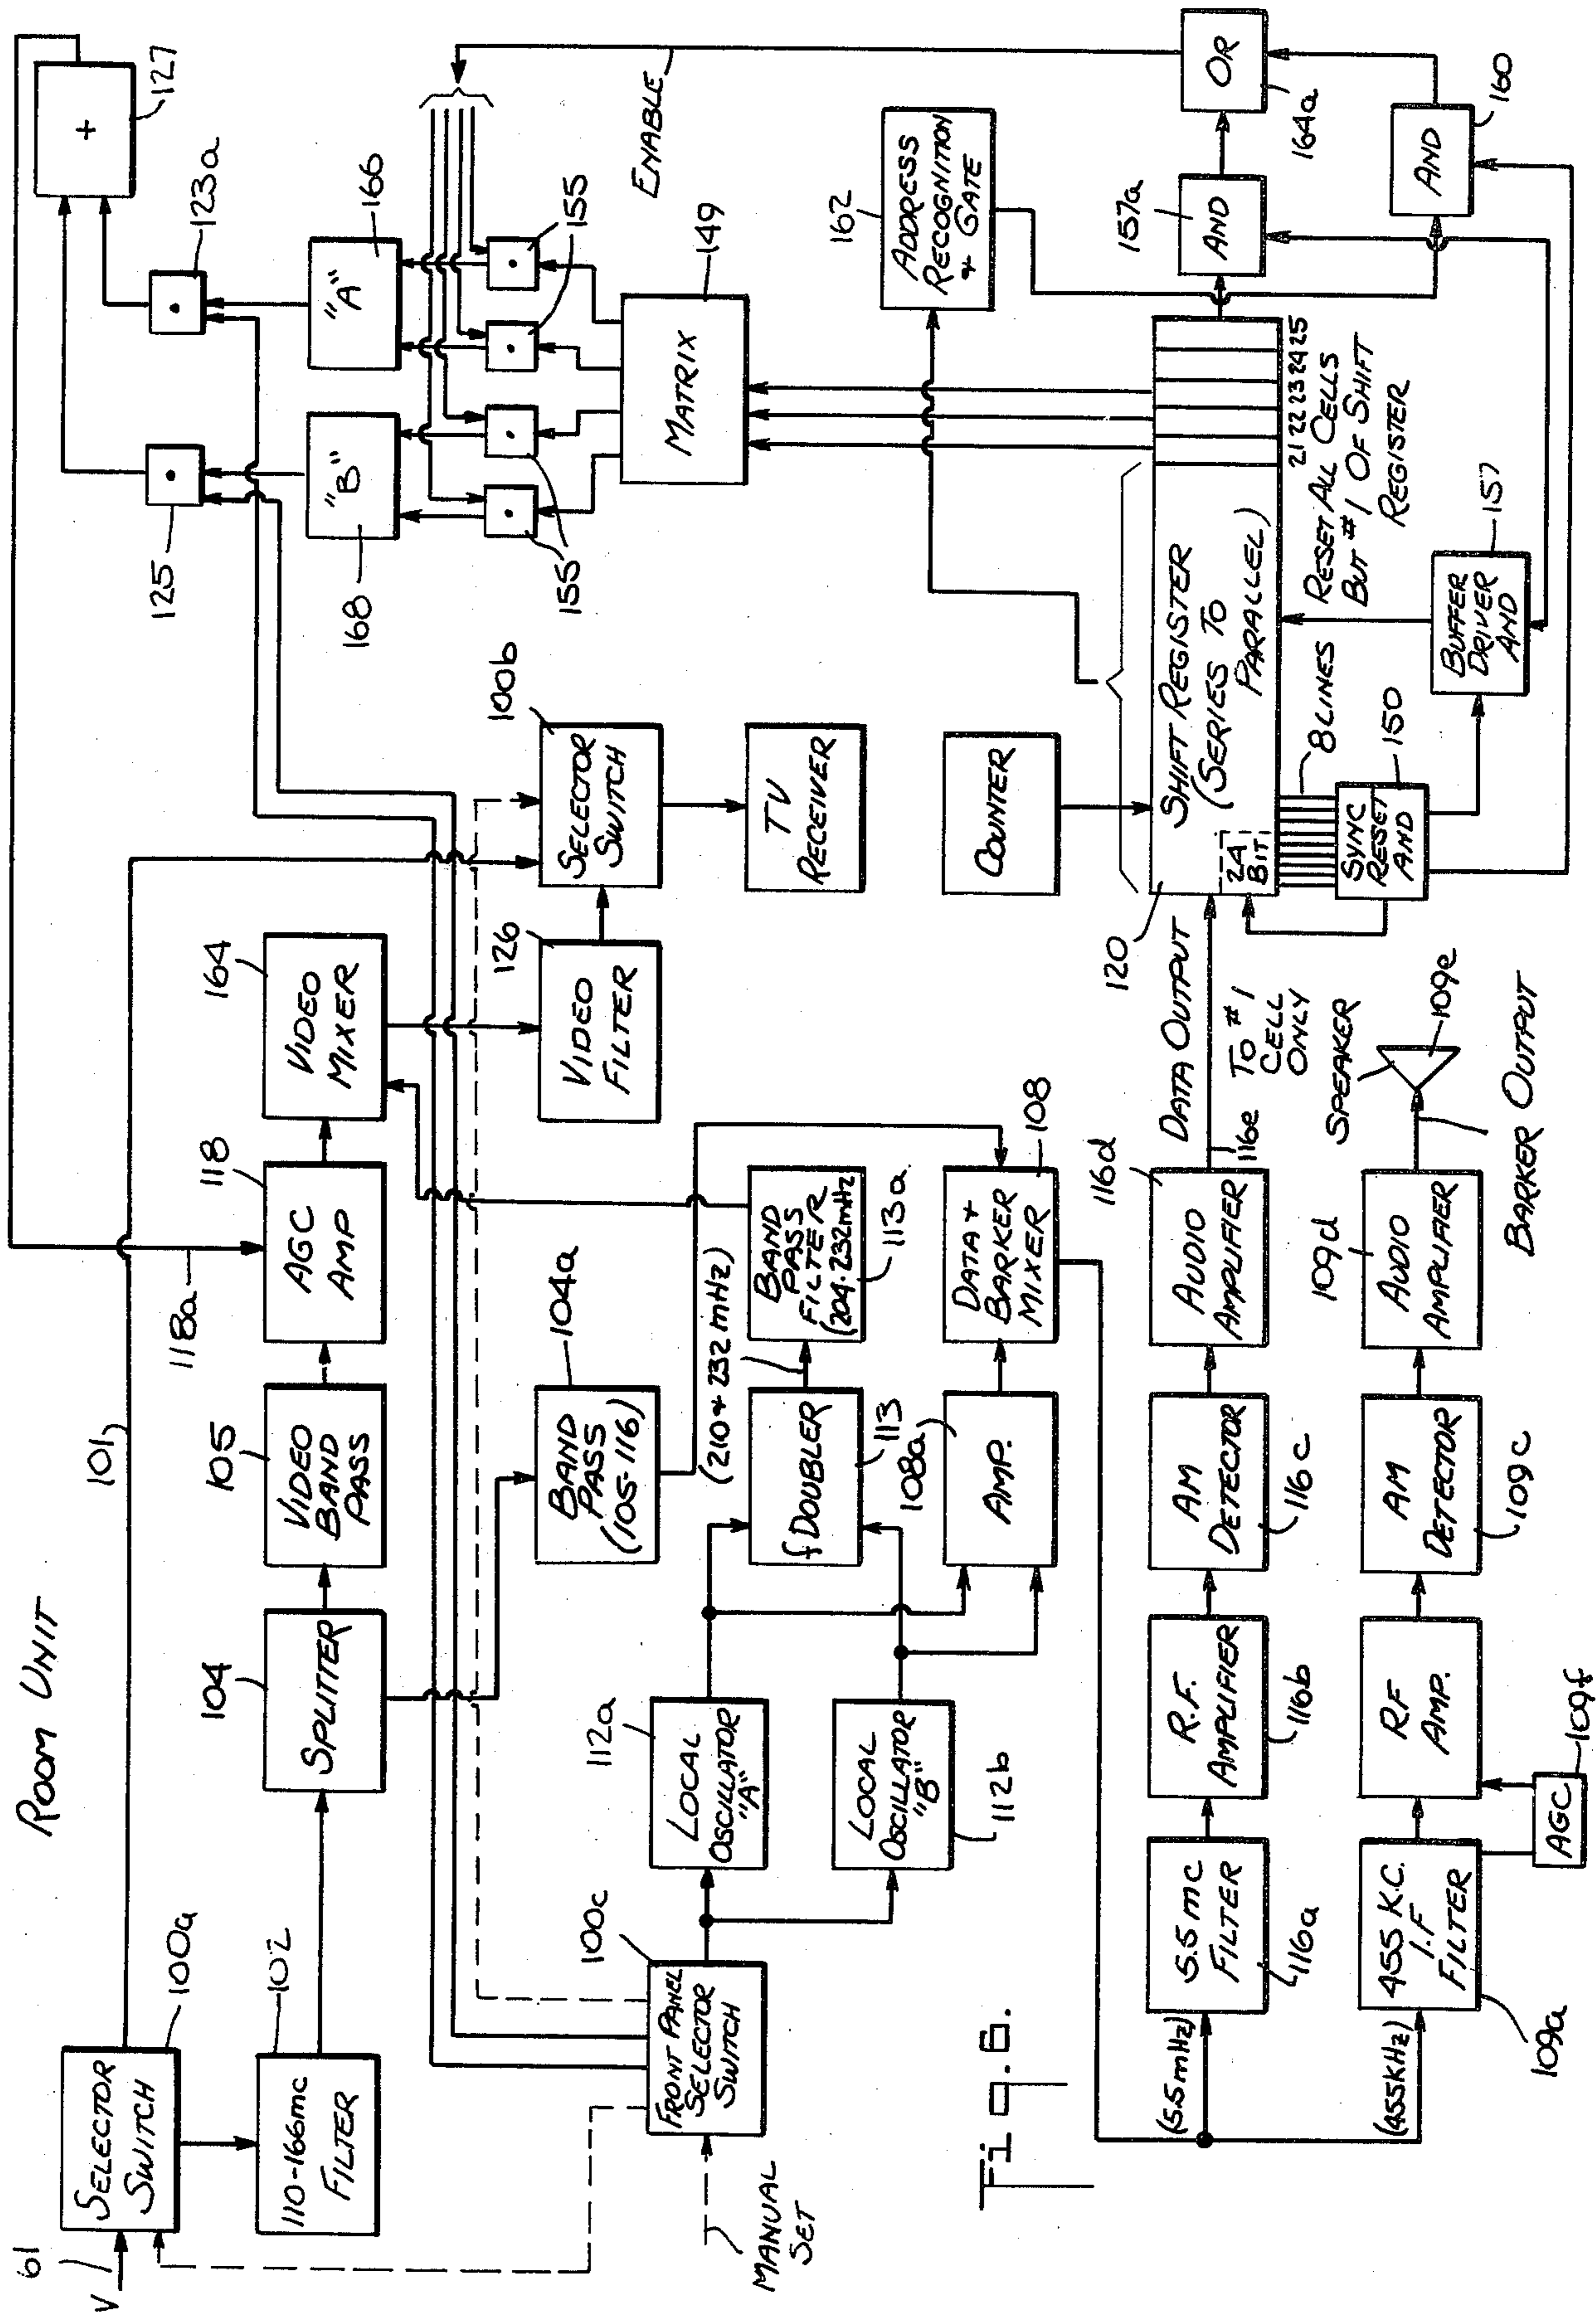 ROOM UNIT
61
V
SELECTOR
SWITCH
100a
101
110-166mc
FILTER
102
SPLITTER
104
VIDEO
BAND
PASS
105
AGC
AMP
118
118a
VIDEO
MIXER
164
VIDEO
FILTER
126
SELECTOR
SWITCH
100b
TV
RECEIVER
+
127
125
123a
"B"
168
"A"
166
155
155
155
ENABLE
MATRIX
149
MANUAL
SET
FRONT PANEL
SELECTOR
SWITCH
100c
LOCAL
OSCILLATOR
"A"
112a
LOCAL
OSCILLATOR
"B"
112b
BAND
PASS
(105-116)
104a
f DOUBLER
113
(210 & 232 mHz)
BAND
PASS
FILTER
(204-232mHz)
113a
AMP.
108a
DATA &
BARKER
MIXER
108
COUNTER
ADDRESS
RECOGNITION
& GATE
162
Fig. 6.
(5.5mHz)
5.5 mc
FILTER
116a
R.F.
AMPLIFIER
116b
AM
DETECTOR
116c
AUDIO
AMPLIFIER
116d
DATA OUTPUT
116e
TO #1
CELL
ONLY
120
SHIFT REGISTER
(SERIES TO
PARALLEL)
24
BIT
21 22 23 24 25
8 LINES
RESET ALL CELLS
BUT #1 OF SHIFT
REGISTER
SYNC
RESET
AND
150
BUFFER
DRIVER
AND
157
AND
157a
OR
164a
AND
160
(455kHz)
455 K.C.
I.F
FILTER
109a
AGC
109f
RF
AMP.
AM
DETECTOR
109c
AUDIO
AMPLIFIER
109d
SPEAKER
109e
BARKER OUTPUT